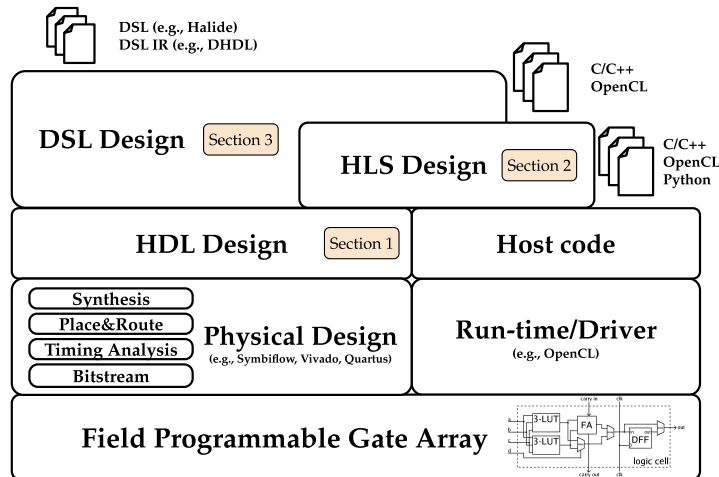 DSL (e.g., Halide)
DSL IR (e.g., DHDL)
C/C++
OpenCL
DSL Design
Section 3
HLS Design
Section 2
C/C++
OpenCL
Python
HDL Design
Section 1
Host code
Synthesis
Place&Route
Timing Analysis
Bitstream
Physical Design
(e.g., Symbiflow, Vivado, Quartus)
Run-time/Driver
(e.g., OpenCL)
Field Programmable Gate Array
carry in
clk
a
b
c
d
3-LUT
3-LUT
FA
DFF
out
logic cell
carry out
clk